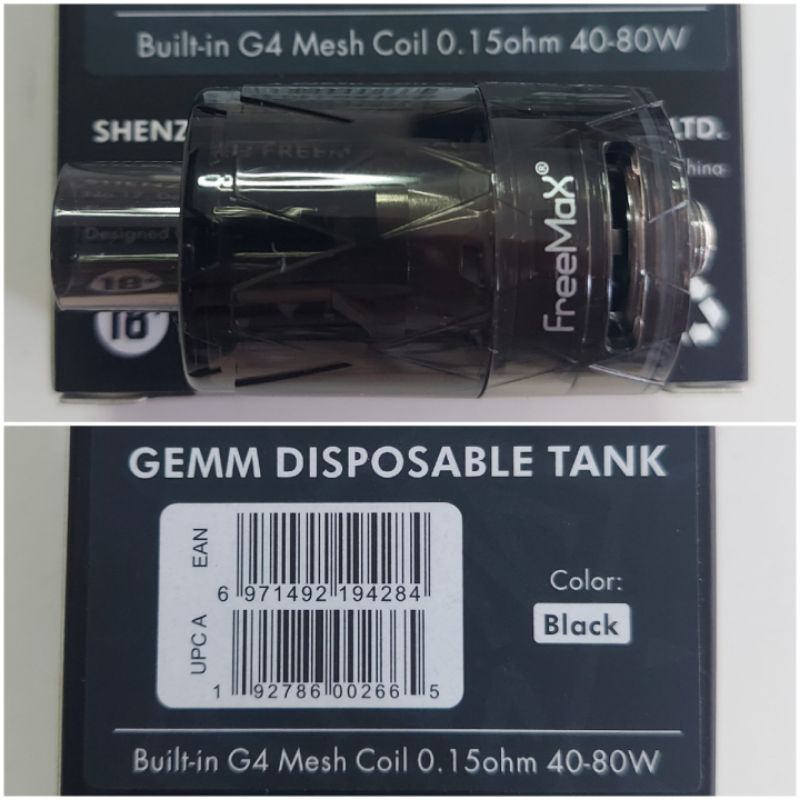 Built-in G4 Mesh Coil 0.15ohm 40-80W
SHENZ
LTD.
China
FreeMaX®
Designed
18+
18+
GEMM DISPOSABLE TANK
EAN
6 971492 194284
UPC A
1 92786 00266 5
Color:
Black
Built-in G4 Mesh Coil 0.15ohm 40-80W